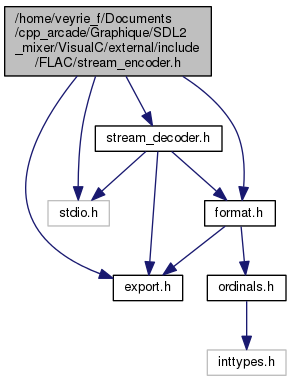 /home/veyrie_f/Documents
/cpp_arcade/Graphique/SDL2
_mixer/VisualC/external/include
/FLAC/stream_encoder.h
stream_decoder.h
stdio.h
format.h
export.h
ordinals.h
inttypes.h